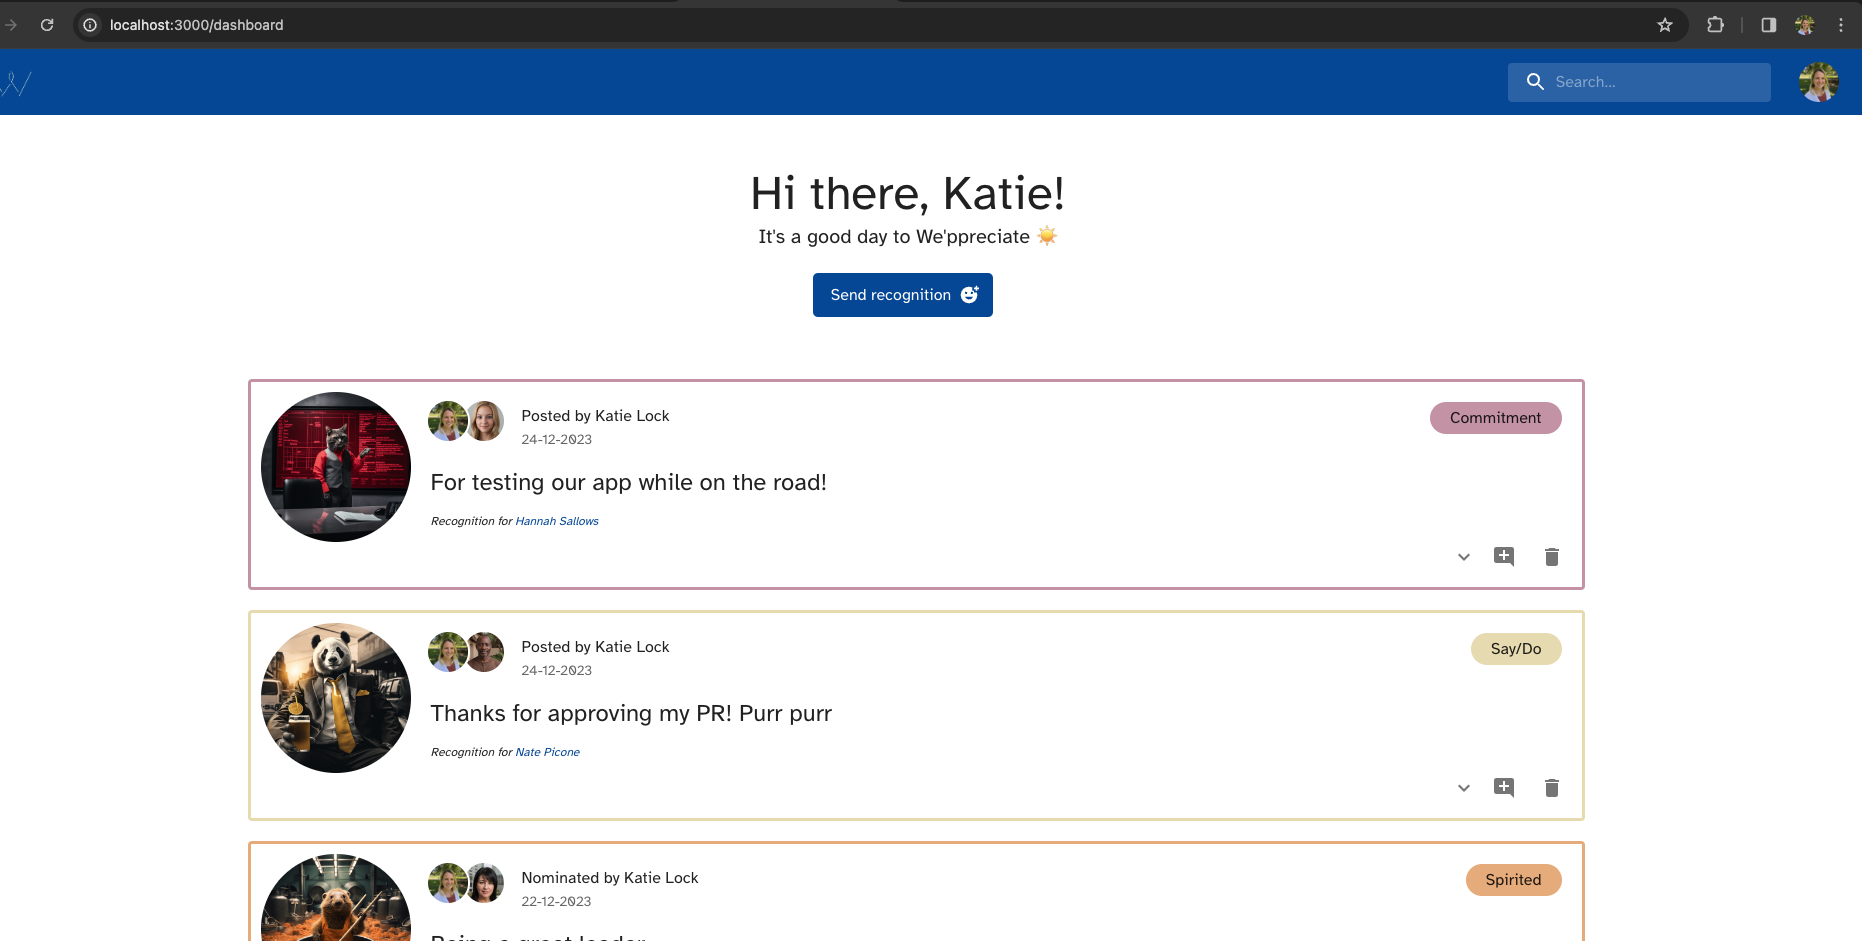 localhost:3000/dashboard
W
Search...
Hi there, Katie!
It's a good day to We'ppreciate ☀️
Send recognition
Posted by Katie Lock
Commitment
24-12-2023
For testing our app while on the road!
Recognition for Hannah Sallows
Posted by Katie Lock
Say/Do
24-12-2023
Thanks for approving my PR! Purr purr
Recognition for Nate Picone
Nominated by Katie Lock
Spirited
22-12-2023
Being a great leader